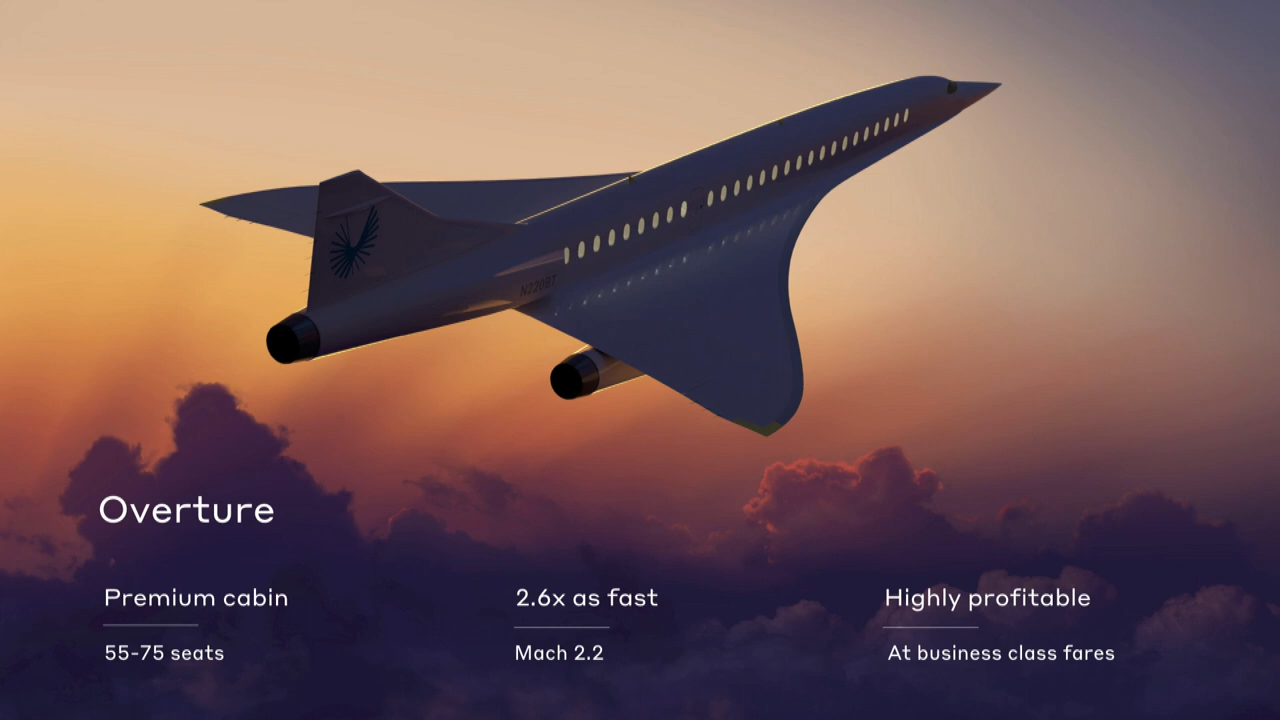 N220BT
Overture
Premium cabin
55-75 seats
2.6x as fast
Mach 2.2
Highly profitable
At business class fares